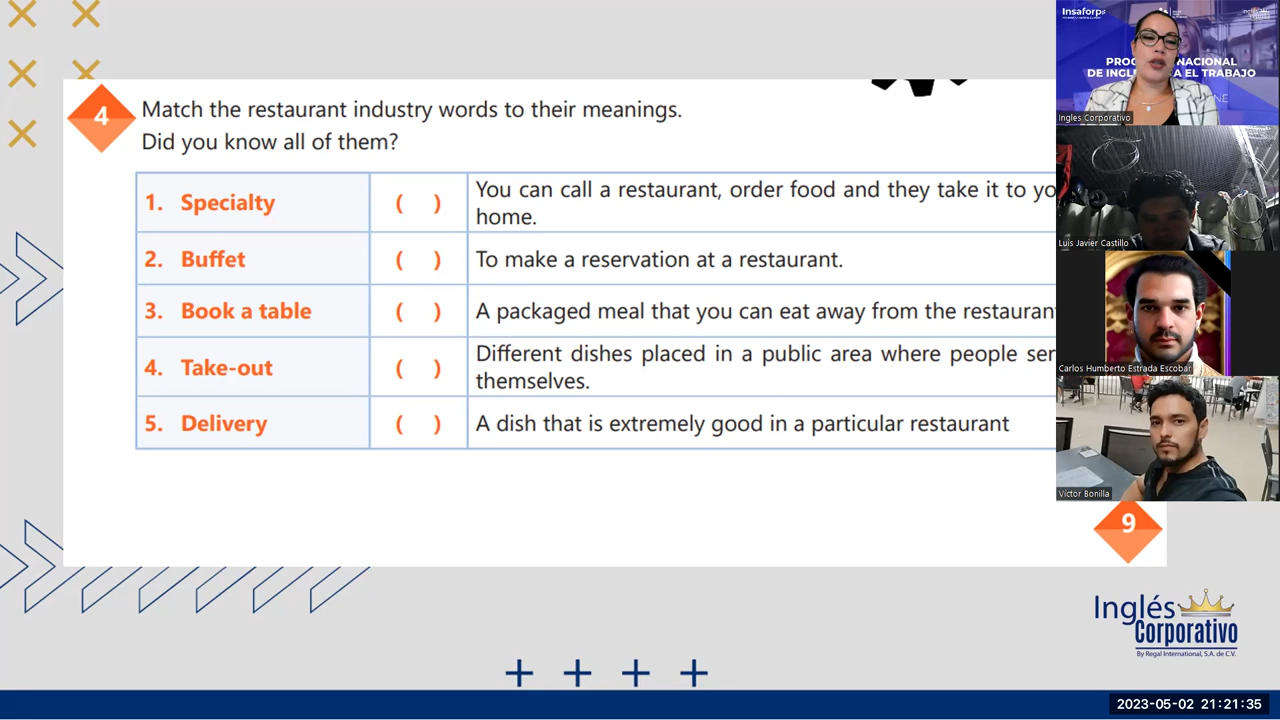 4
Match the restaurant industry words to their meanings.
Did you know all of them?
1. Specialty ( ) You can call a restaurant, order food and they take it to yo
home.
2. Buffet ( ) To make a reservation at a restaurant.
3. Book a table ( ) A packaged meal that you can eat away from the restaurant
4. Take-out ( ) Different dishes placed in a public area where people ser
themselves.
5. Delivery ( ) A dish that is extremely good in a particular restaurant
9
Inglés
Corporativo
By Regal International, S.A. de C.V.
Insaforp
NACIONAL
DE INGL A EL TRABAJO
Ingles Corporativo
Luis Javier Castillo
Carlos Humberto Estrada Escobar
Víctor Bonilla
2023-05-02 21:21:35